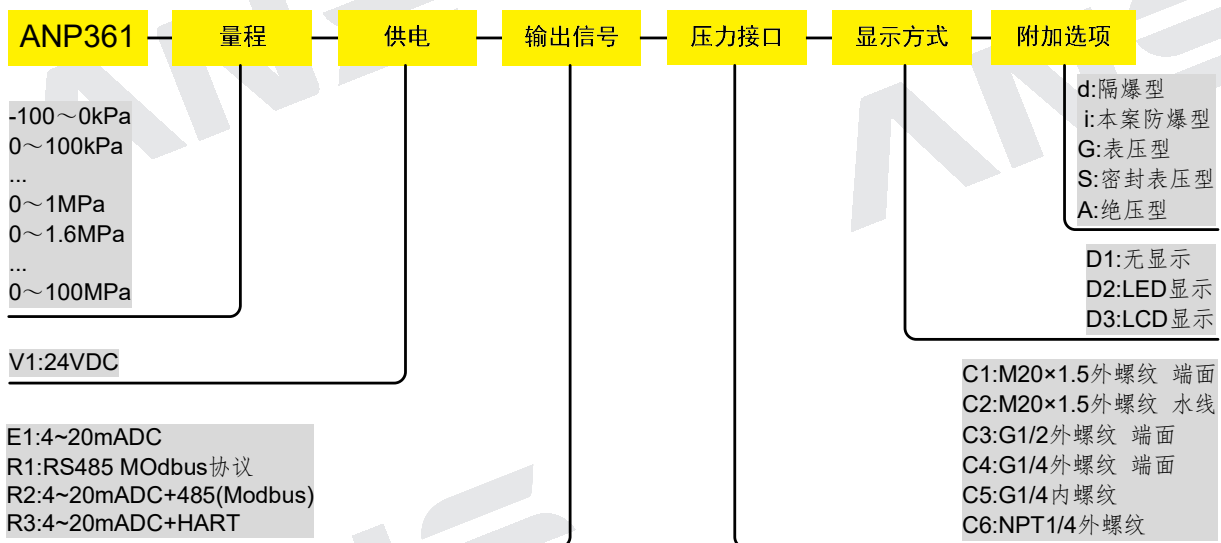 ANP361
量程
供电
输出信号
压力接口
显示方式
附加选项
-100～0kPa
0～100kPa
...
0～1MPa
0～1.6MPa
...
0～100MPa
V1:24VDC
E1:4~20mADC
R1:RS485 MOdbus协议
R2:4~20mADC+485(Modbus)
R3:4~20mADC+HART
d:隔爆型
i:本案防爆型
G:表压型
S:密封表压型
A:绝压型
D1:无显示
D2:LED显示
D3:LCD显示
C1:M20×1.5外螺纹 端面
C2:M20×1.5外螺纹 水线
C3:G1/2外螺纹 端面
C4:G1/4外螺纹 端面
C5:G1/4内螺纹
C6:NPT1/4外螺纹